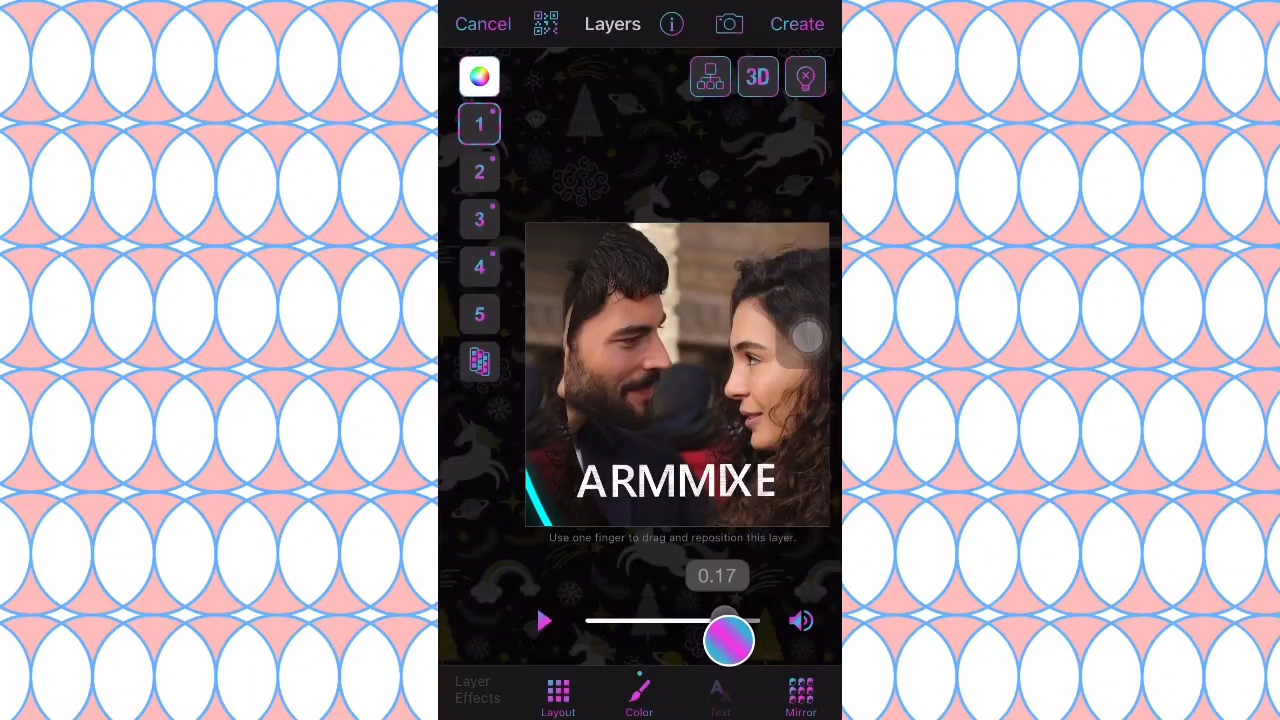 Cancel Layers Create
3D
1
2
3
4
5
ARMMIXE
Use one finger to drag and reposition this layer.
0.17
Layer
Effects
Layout Color Text Mirror